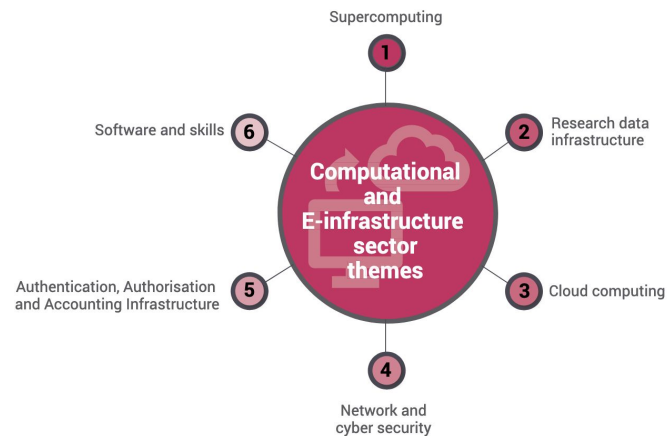 Supercomputing
1
2
Research data
infrastructure
3
Cloud computing
4
Network and
cyber security
5
Authentication, Authorisation
and Accounting Infrastructure
6
Software and skills
Computational
and
E-infrastructure
sector
themes